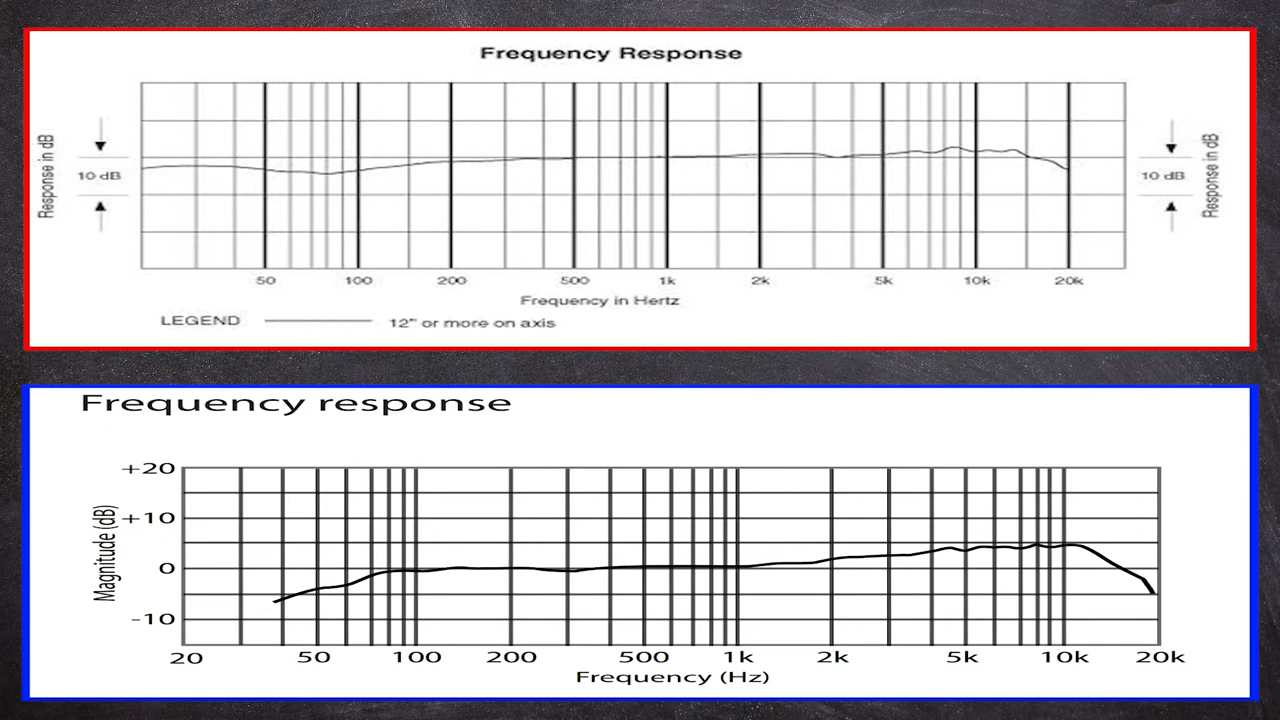 Frequency Response
Response in dB
10 dB
10 dB
Response in dB
50 100 200 500 1k 2k 5k 10k 20k
Frequency in Hertz
LEGEND 12" or more on axis
Frequency response
Magnitude (dB)
+20
+10
0
-10
20 50 100 200 500 1k 2k 5k 10k 20k
Frequency (Hz)